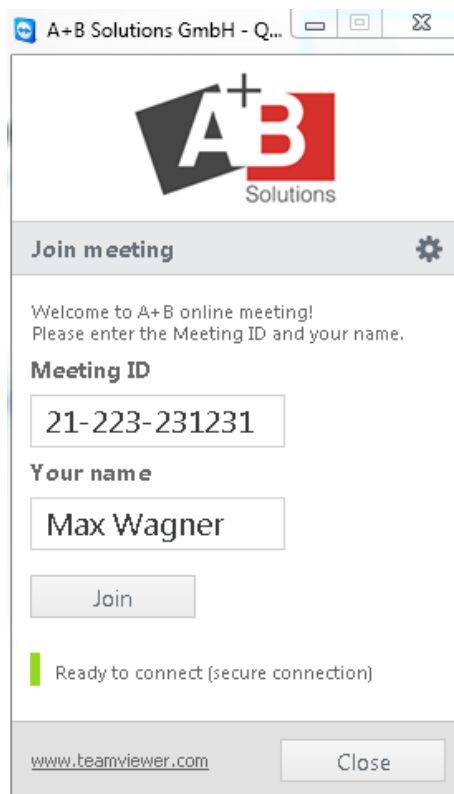 A+B Solutions GmbH - Q...
A+B
Solutions
Join meeting
Welcome to A+B online meeting!
Please enter the Meeting ID and your name.
Meeting ID
21-223-231231
Your name
Max Wagner
Join
Ready to connect (secure connection)
www.teamviewer.com
Close